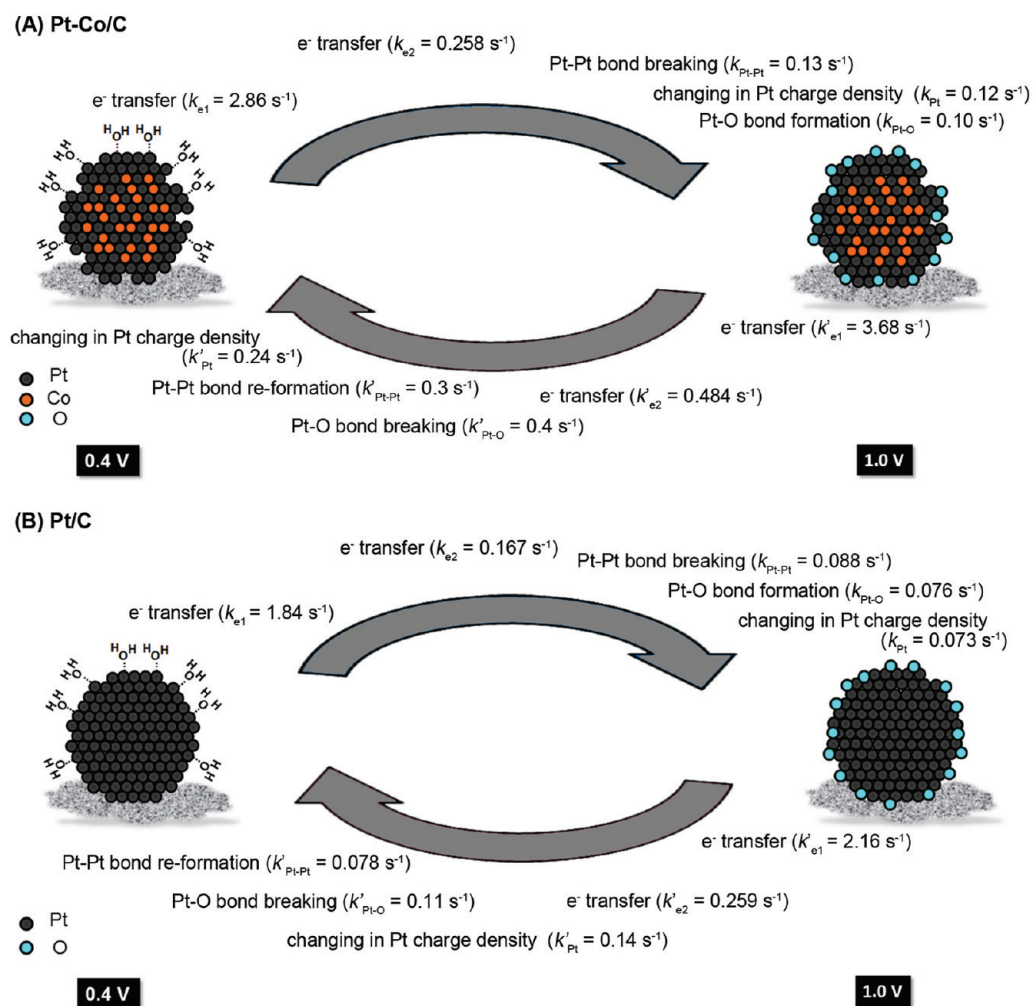 (A) Pt-Co/C
e⁻ transfer (kₑ₂ = 0.258 s⁻¹)
Pt-Pt bond breaking (k_Pt-Pt = 0.13 s⁻¹)
e⁻ transfer (kₑ₁ = 2.86 s⁻¹)
changing in Pt charge density (k_Pt = 0.12 s⁻¹)
Pt-O bond formation (k_Pt-O = 0.10 s⁻¹)
H O H H O H
H O H H O H
H O H H O H
H O H H O H
e⁻ transfer (k'ₑ₁ = 3.68 s⁻¹)
changing in Pt charge density
(k'_Pt = 0.24 s⁻¹)
Pt-Pt bond re-formation (k'_Pt-Pt = 0.3 s⁻¹)
e⁻ transfer (k'ₑ₂ = 0.484 s⁻¹)
Pt-O bond breaking (k'_Pt-O = 0.4 s⁻¹)
Pt
Co
O
0.4 V
1.0 V
(B) Pt/C
e⁻ transfer (kₑ₂ = 0.167 s⁻¹)
Pt-Pt bond breaking (k_Pt-Pt = 0.088 s⁻¹)
Pt-O bond formation (k_Pt-O = 0.076 s⁻¹)
e⁻ transfer (kₑ₁ = 1.84 s⁻¹)
changing in Pt charge density
(k_Pt = 0.073 s⁻¹)
H O H H O H
H O H H O H
H O H H O H
H O H H O H
e⁻ transfer (k'ₑ₁ = 2.16 s⁻¹)
Pt-Pt bond re-formation (k'_Pt-Pt = 0.078 s⁻¹)
Pt-O bond breaking (k'_Pt-O = 0.11 s⁻¹)
e⁻ transfer (k'ₑ₂ = 0.259 s⁻¹)
changing in Pt charge density (k'_Pt = 0.14 s⁻¹)
Pt
O
0.4 V
1.0 V